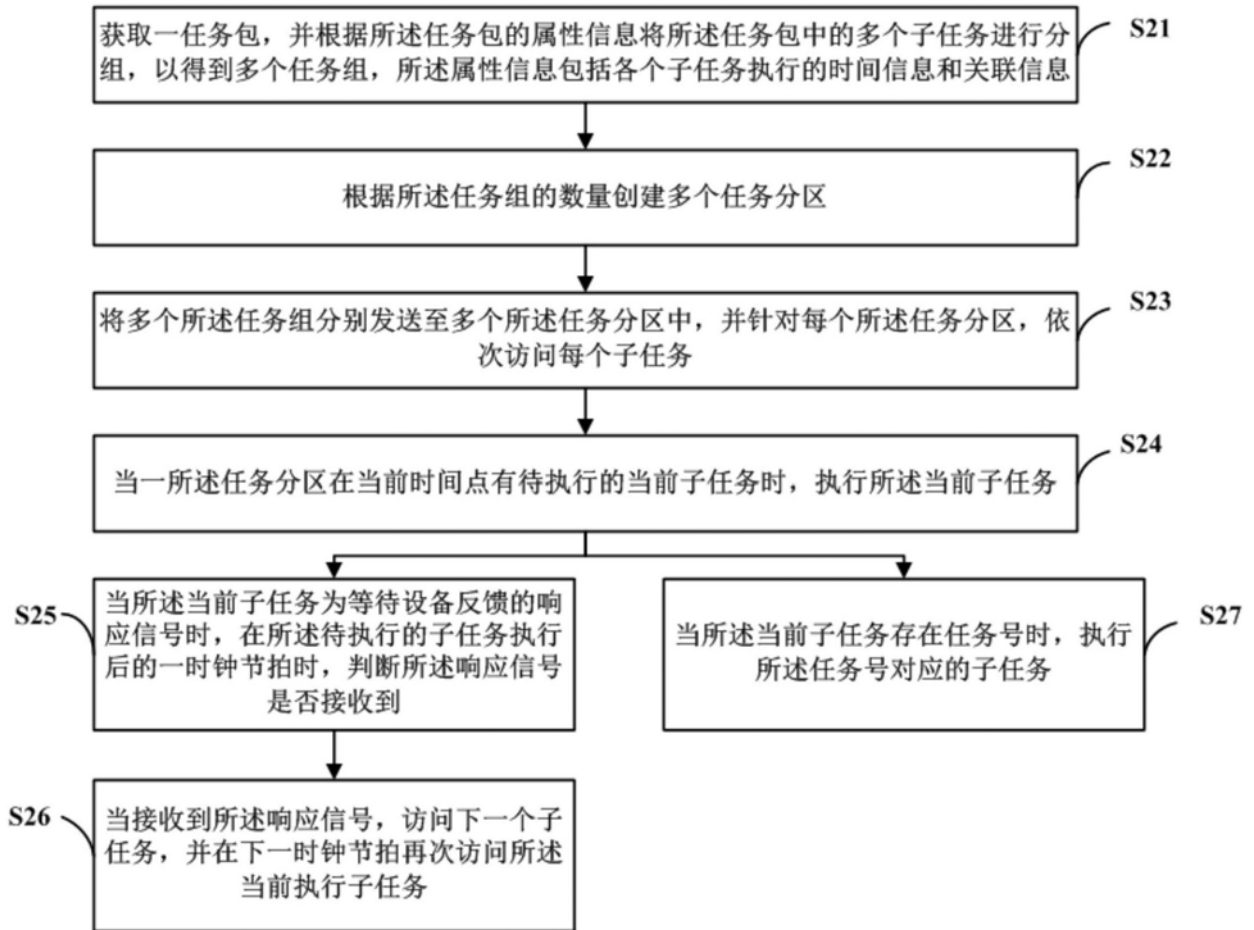 获取一任务包，并根据所述任务包的属性信息将所述任务包中的多个子任务进行分
组，以得到多个任务组，所述属性信息包括各个子任务执行的时间信息和关联信息
S21
根据所述任务组的数量创建多个任务分区
S22
将多个所述任务组分别发送至多个所述任务分区中，并针对每个所述任务分区，依
次访问每个子任务
S23
当一所述任务分区在当前时间点有待执行的当前子任务时，执行所述当前子任务
S24
S25
当所述当前子任务为等待设备反馈的响
应信号时，在所述待执行的子任务执行
后的一时钟节拍时，判断所述响应信号
是否接收到
当所述当前子任务存在任务号时，执行
所述任务号对应的子任务
S27
S26
当接收到所述响应信号，访问下一个子
任务，并在下一时钟节拍再次访问所述
当前执行子任务